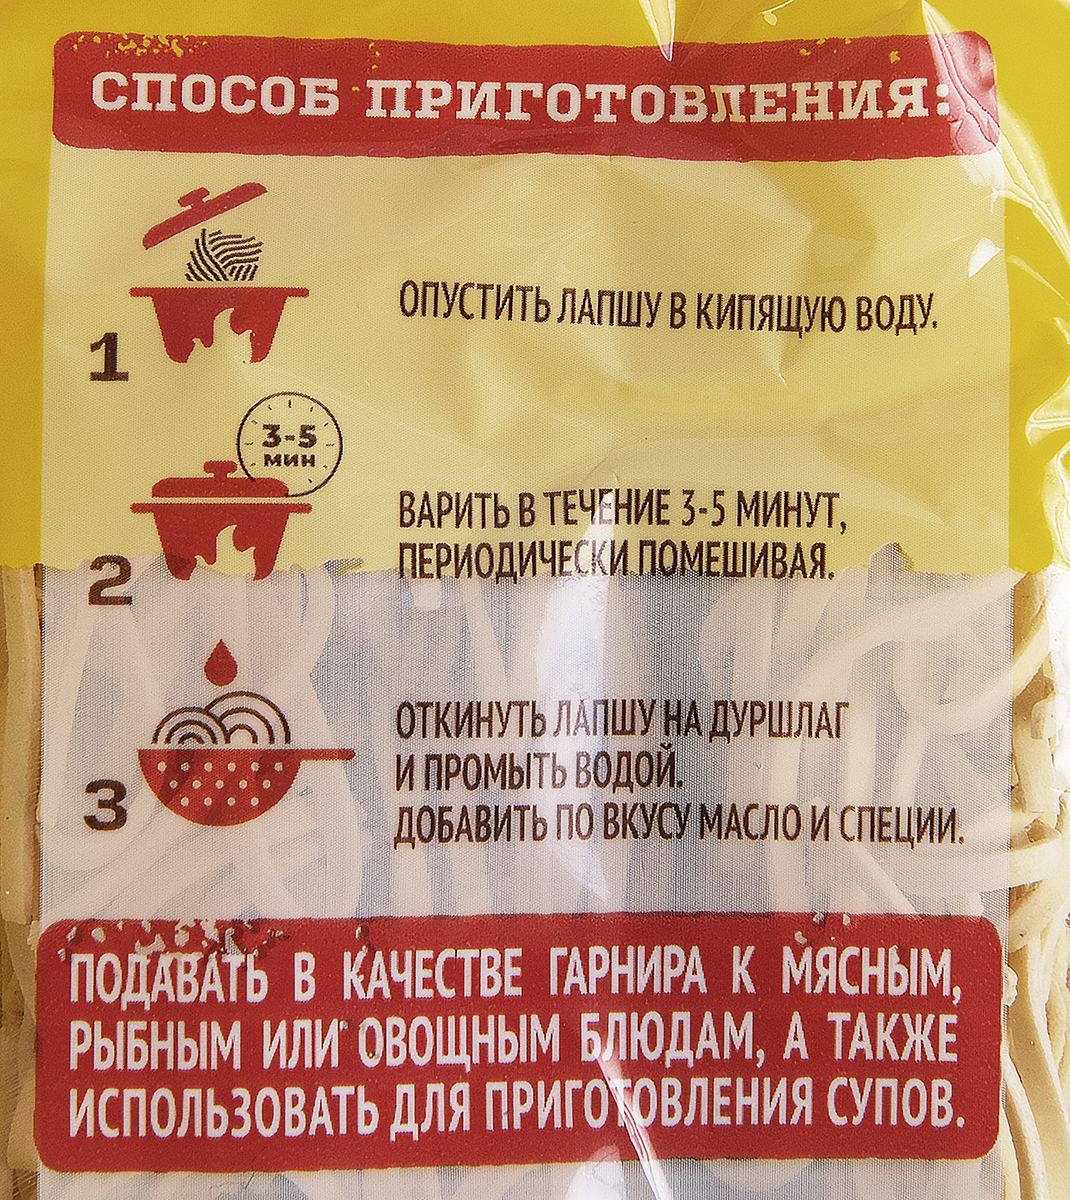 СПОСОБ ПРИГОТОВЛЕНИЯ:
1
ОПУСТИТЬ ЛАПШУ В КИПЯЩУЮ ВОДУ.
3-5
МИН
2
ВАРИТЬ В ТЕЧЕНИЕ 3-5 МИНУТ,
ПЕРИОДИЧЕСКИ ПОМЕШИВАЯ.
3
ОТКИНУТЬ ЛАПШУ НА ДУРШЛАГ
И ПРОМЫТЬ ВОДОЙ.
ДОБАВИТЬ ПО ВКУСУ МАСЛО И СПЕЦИИ.
ПОДАВАТЬ В КАЧЕСТВЕ ГАРНИРА К МЯСНЫМ,
РЫБНЫМ ИЛИ ОВОЩНЫМ БЛЮДАМ, А ТАКЖЕ
ИСПОЛЬЗОВАТЬ ДЛЯ ПРИГОТОВЛЕНИЯ СУПОВ.